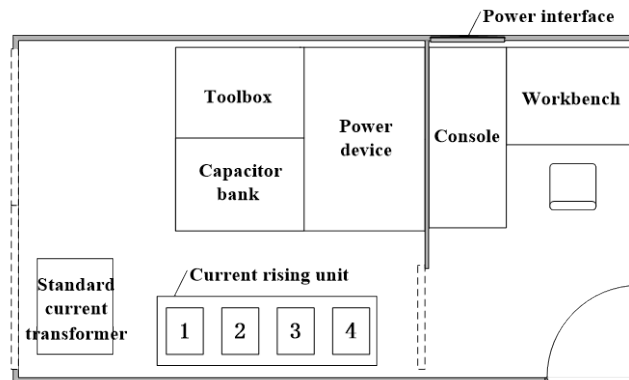 Power interface
Toolbox
Power
device
Console
Workbench
Capacitor
bank
Current rising unit
Standard
current
transformer
1 2 3 4